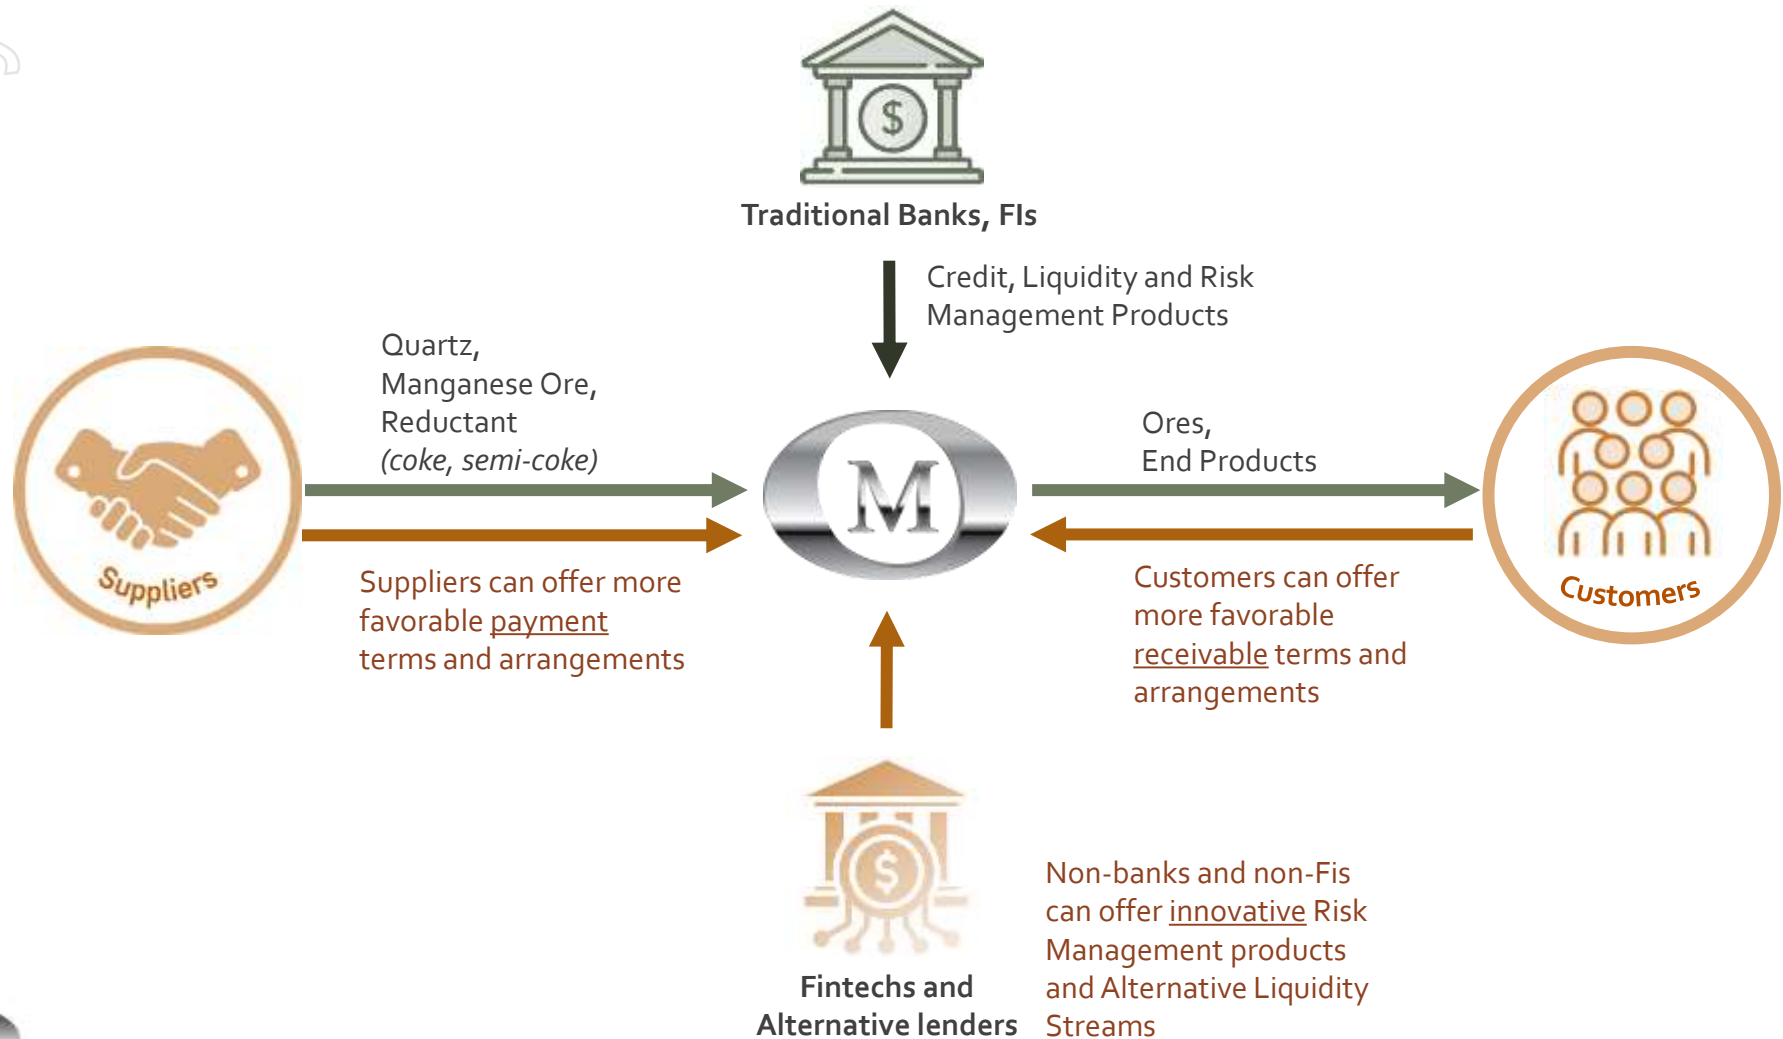 $
Traditional Banks, FIs
Credit, Liquidity and Risk
Management Products
Quartz,
Manganese Ore,
Reductant
(coke, semi-coke)
Ores,
End Products
M
Suppliers
Customers
Suppliers can offer more
favorable payment
terms and arrangements
Customers can offer
more favorable
receivable terms and
arrangements
$
Fintechs and
Alternative lenders
Non-banks and non-Fis
can offer innovative Risk
Management products
and Alternative Liquidity
Streams